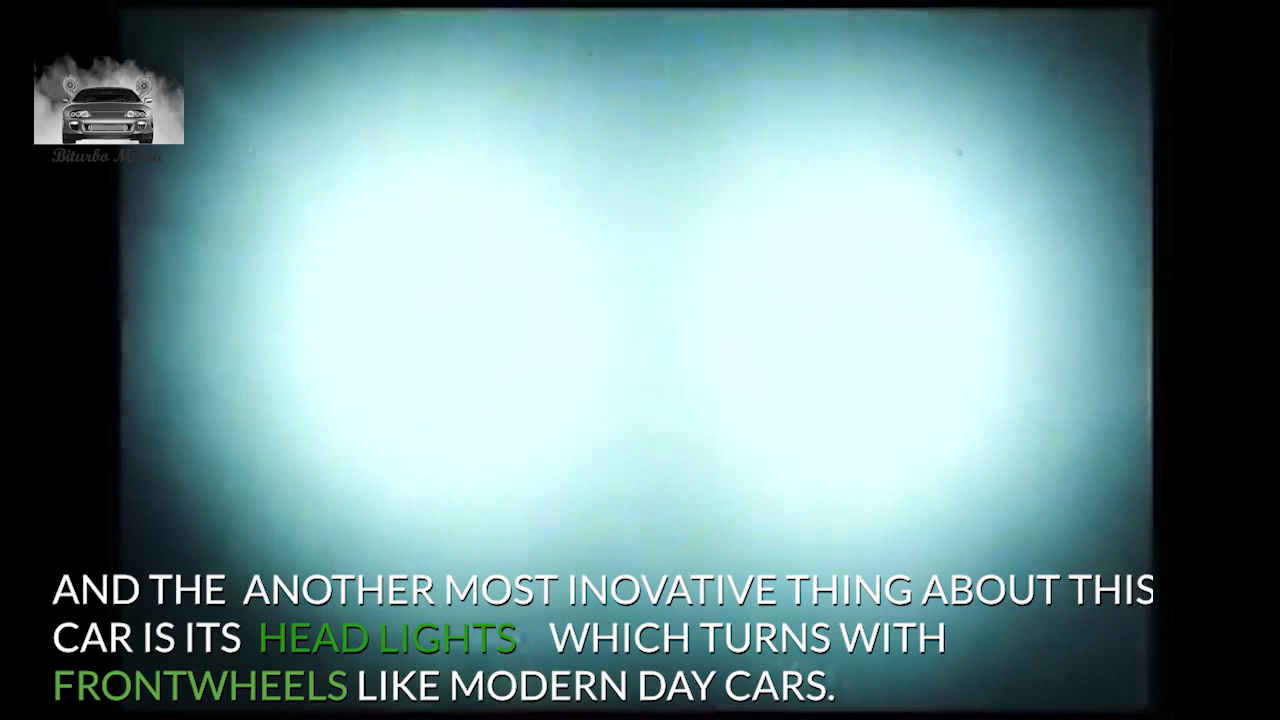 Biturbo
AND THE ANOTHER MOST INOVATIVE THING ABOUT THIS
CAR IS ITS HEAD LIGHTS WHICH TURNS WITH
FRONTWHEELS LIKE MODERN DAY CARS.